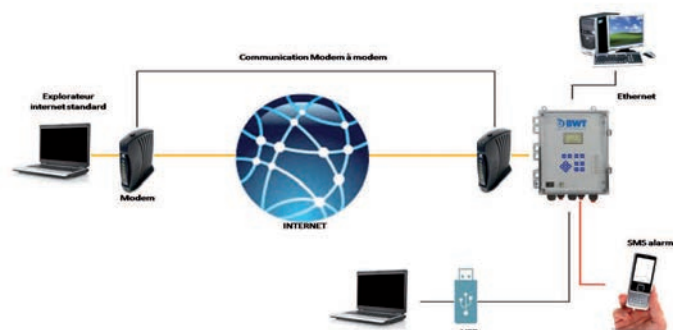 Communication Modem à modem
Explorateur
internet standard
Ethernet
BWT
Modem
INTERNET
SMS alarm